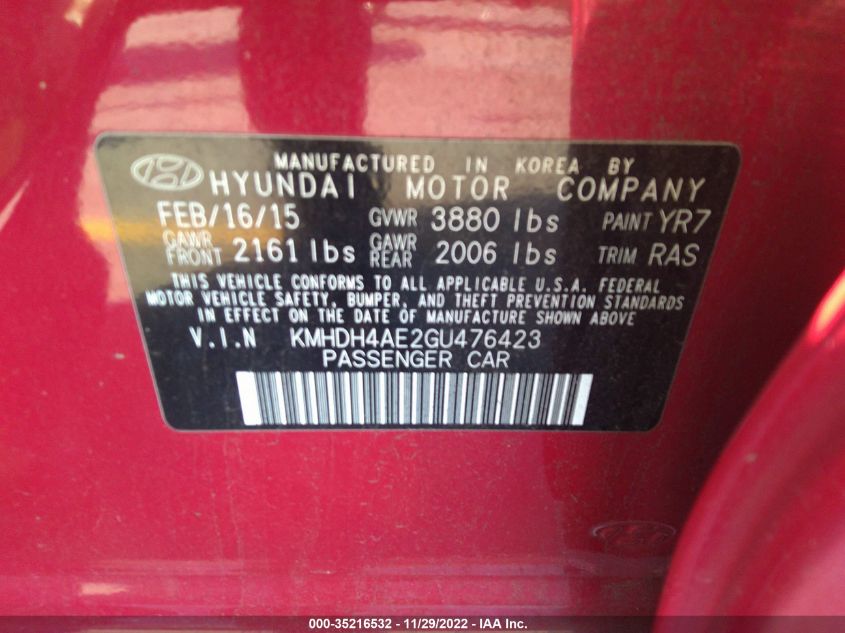 MANUFACTURED IN KOREA BY
HYUNDAI MOTOR COMPANY
FEB/16/15 GVWR 3880 lbs PAINT YR7
GAWR FRONT 2161 lbs GAWR REAR 2006 lbs TRIM RAS
THIS VEHICLE CONFORMS TO ALL APPLICABLE U.S.A. FEDERAL
MOTOR VEHICLE SAFETY, BUMPER, AND THEFT PREVENTION STANDARDS
IN EFFECT ON THE DATE OF MANUFACTURE SHOWN ABOVE.
V.I.N KMHDH4AE2GU476423
PASSENGER CAR
000-35216532 - 11/29/2022 - IAA Inc.